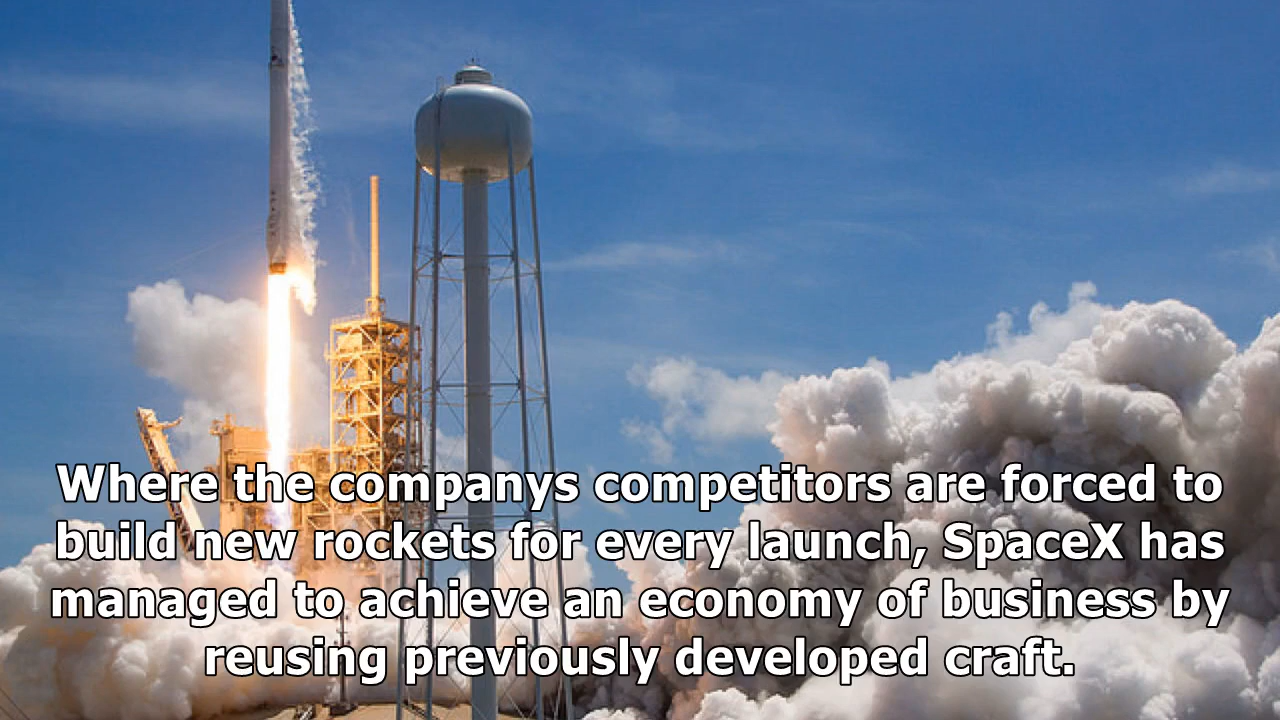 Where the companys competitors are forced to
build new rockets for every launch, SpaceX has
managed to achieve an economy of business by
reusing previously developed craft.